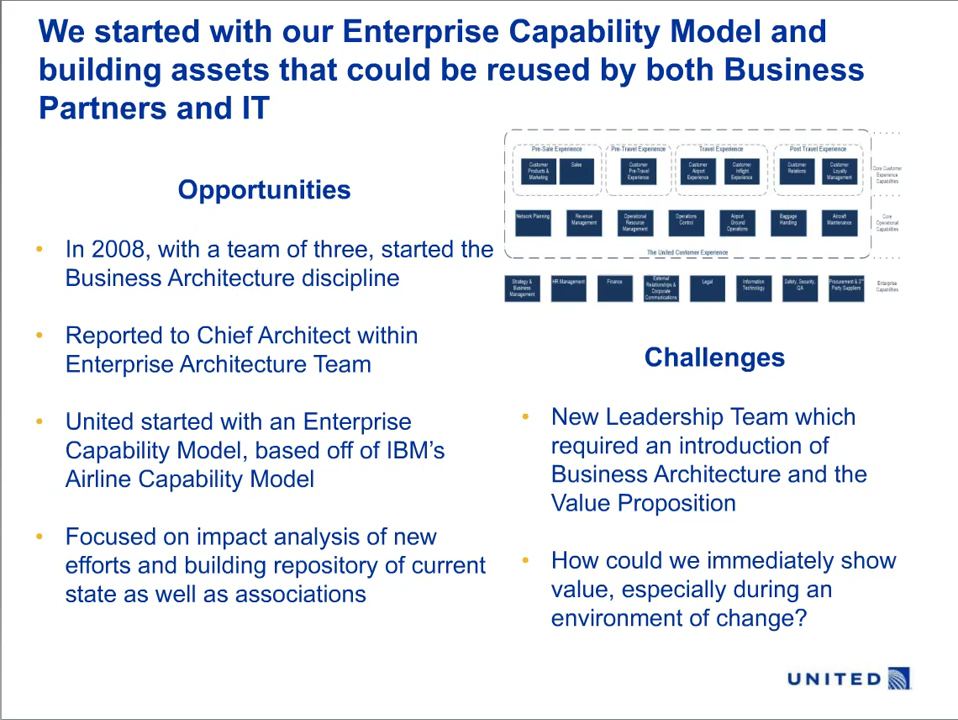 We started with our Enterprise Capability Model and
building assets that could be reused by both Business
Partners and IT
Opportunities
• In 2008, with a team of three, started the
Business Architecture discipline
• Reported to Chief Architect within
Enterprise Architecture Team
• United started with an Enterprise
Capability Model, based off of IBM's
Airline Capability Model
• Focused on impact analysis of new
efforts and building repository of current
state as well as associations
Pre-Sale Experience
Pre-Travel Experience
Travel Experience
Post Travel Experience
Customer
Products &
Marketing
Sales
Customer
Pre-Travel
Experience
Customer
Airport
Experience
Customer
Inflight
Experience
Customer
Relations
Customer
Loyalty
Management
Core Customer
Experience
Capabilities
Network Planning
Revenue
Management
Operational
Resource
Management
Operations
Control
Airport
Ground
Operations
Baggage
Handling
Aircraft
Maintenance
Core
Operational
Capabilities
The United Customer Experience
Strategy &
Business
Management
HR Management
Finance
External
Relationships &
Corporate
Communications
Legal
Information
Technology
Safety, Security,
QA
Procurement & 3rd
Party Suppliers
Enterprise
Capabilities
Challenges
• New Leadership Team which
required an introduction of
Business Architecture and the
Value Proposition
• How could we immediately show
value, especially during an
environment of change?
UNITED